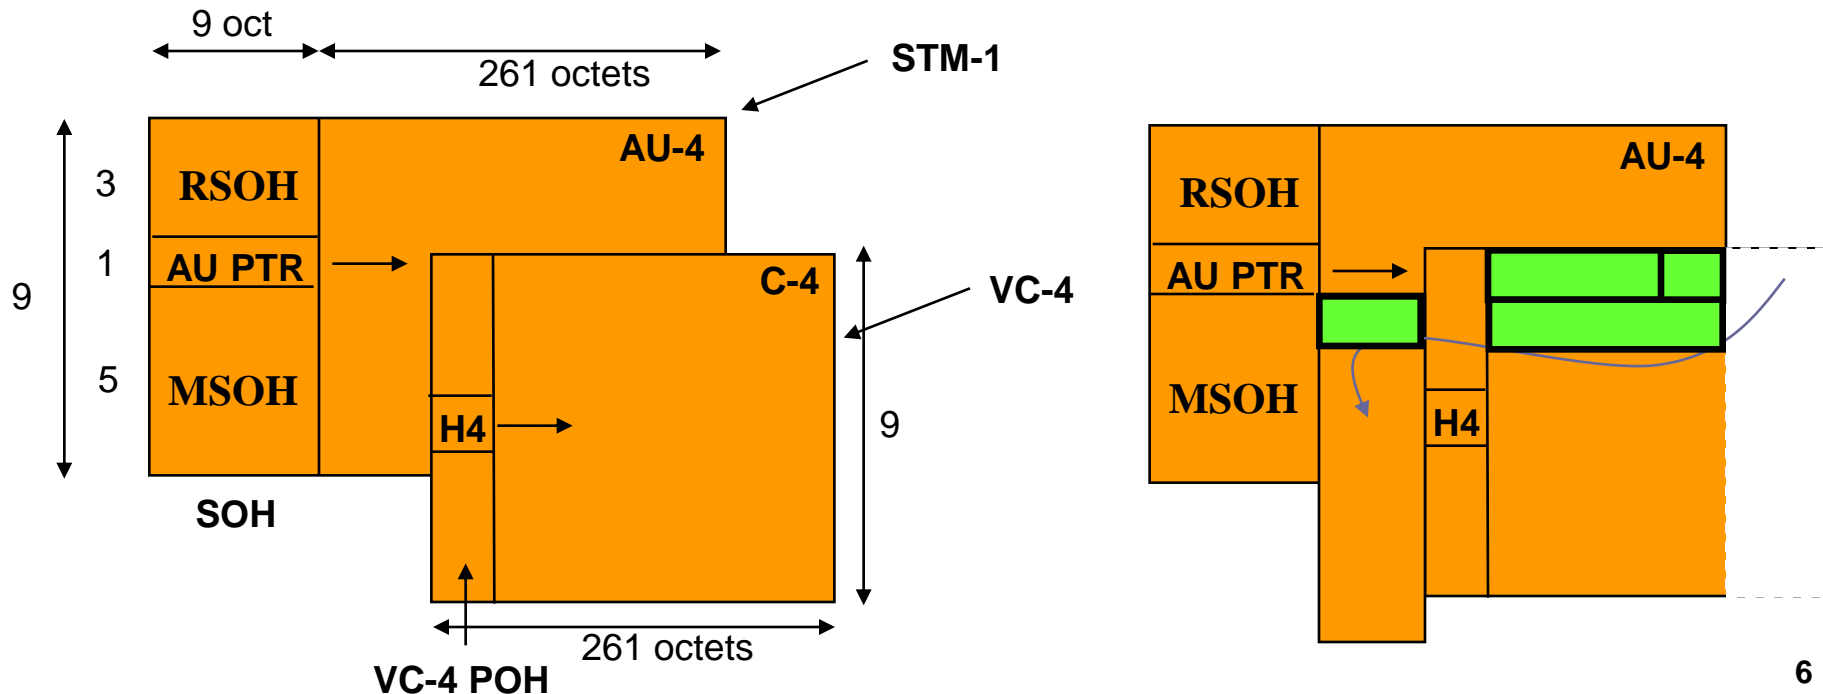 9 oct
261 octets
STM-1
AU-4
3
RSOH
1
AU PTR
9
C-4
VC-4
5
MSOH
H4
9
SOH
261 octets
VC-4 POH
AU-4
RSOH
AU PTR
MSOH
H4
6